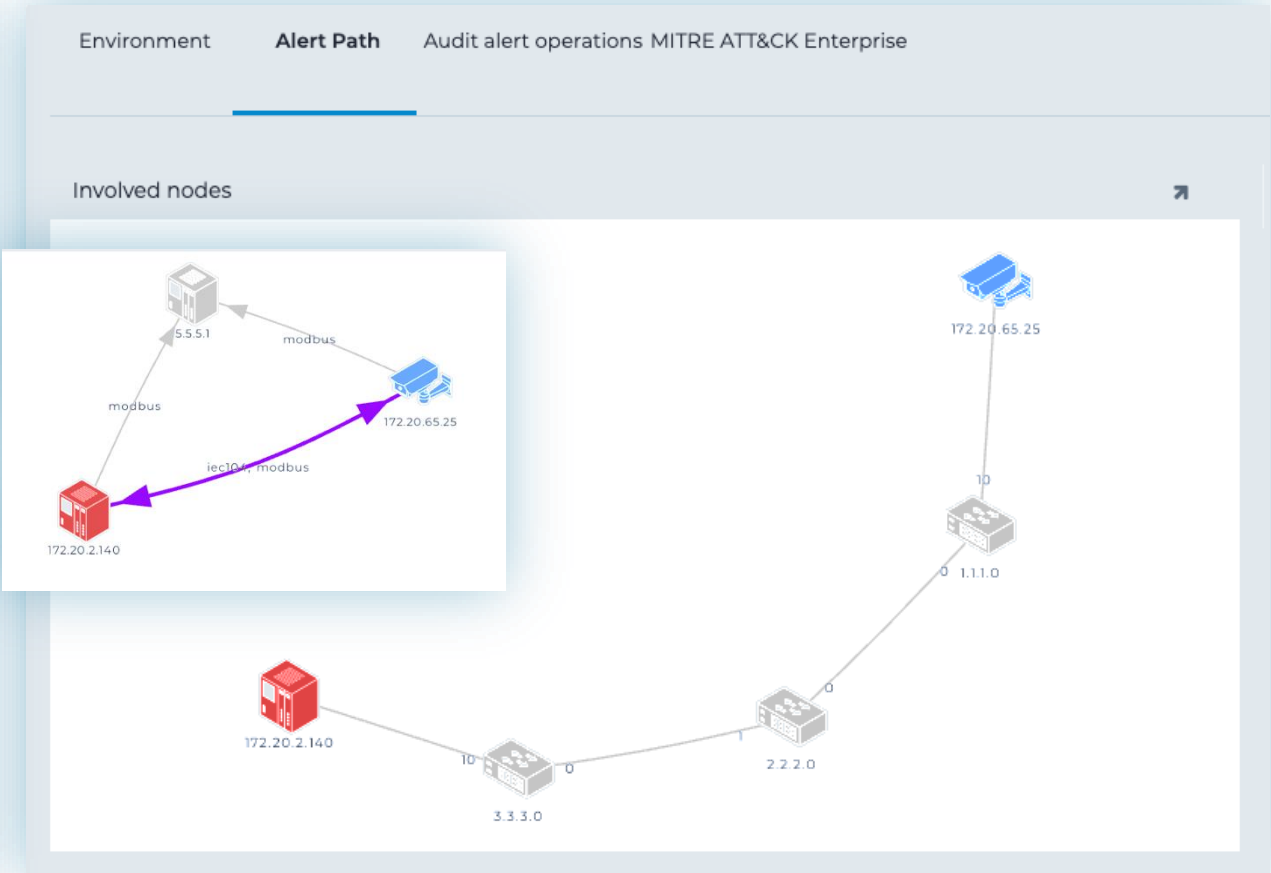 Environment Alert Path Audit alert operations MITRE ATT&CK Enterprise
Involved nodes
5.5.5.1
modbus
172.20.65.25
modbus
iec104, modbus
172.20.2.140
172.20.65.25
10
1.1.1.0
0
0
2.2.2.0
1
172.20.2.140
10
0
3.3.3.0